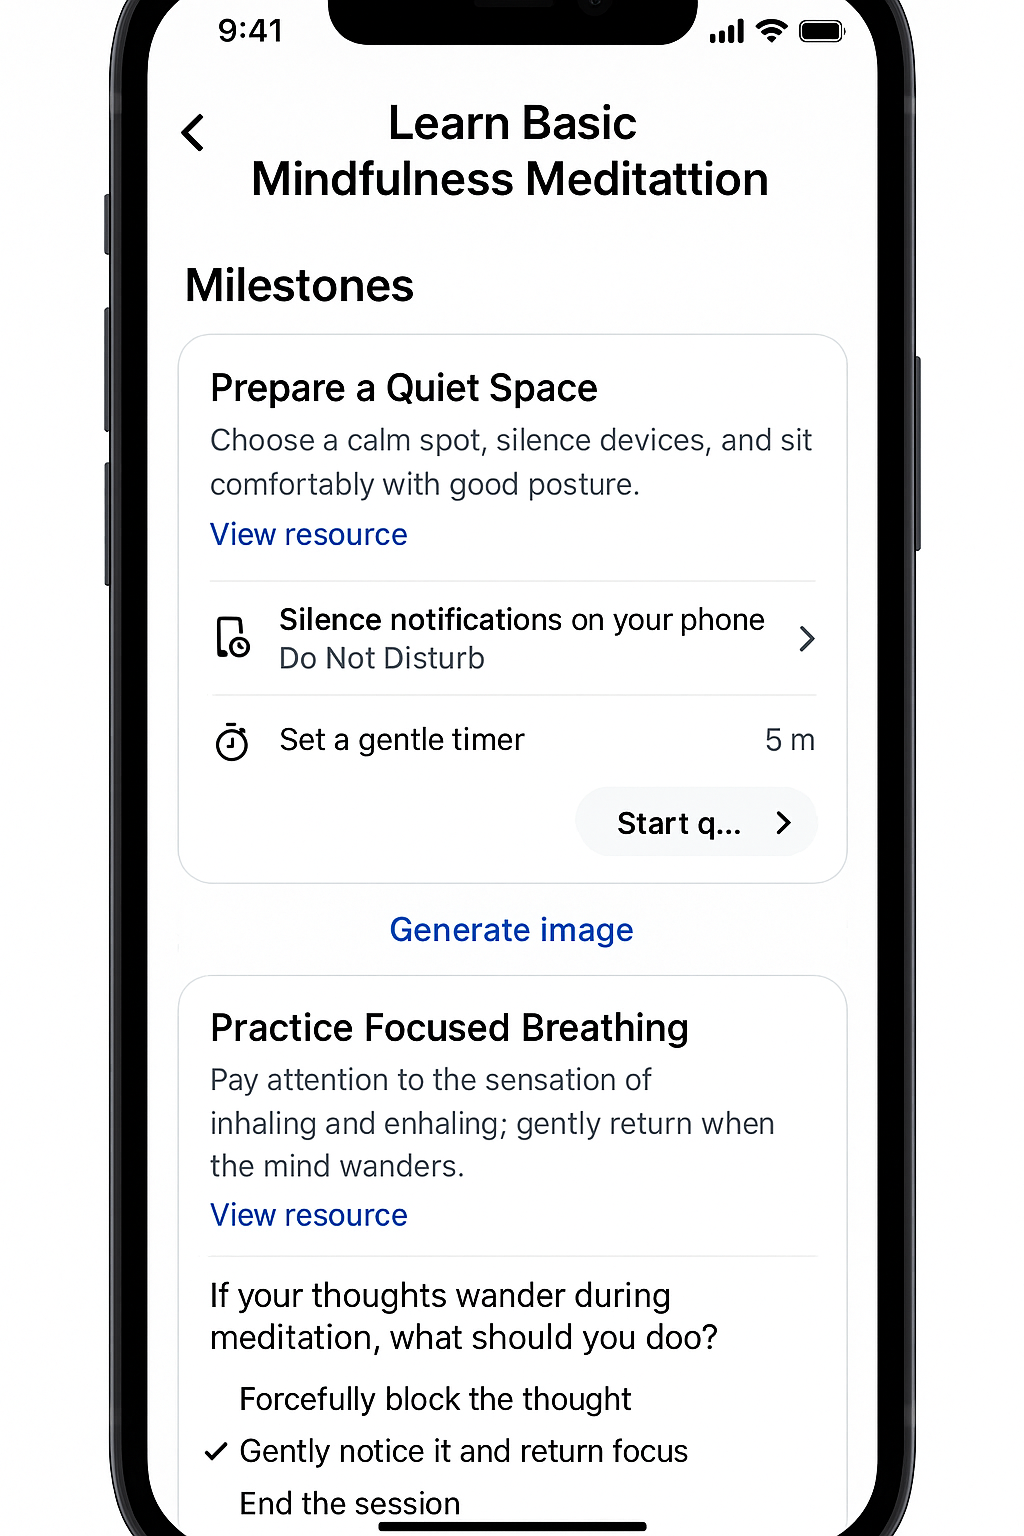 9:41
Learn Basic
Mindfulness Meditattion
Milestones
Prepare a Quiet Space
Choose a calm spot, silence devices, and sit
comfortably with good posture.
View resource
Silence notifications on your phone
Do Not Disturb
Set a gentle timer 5 m
Start q...
Generate image
Practice Focused Breathing
Pay attention to the sensation of
inhaling and enhaling; gently return when
the mind wanders.
View resource
If your thoughts wander during
meditation, what should you doo?
Forcefully block the thought
Gently notice it and return focus
End the session